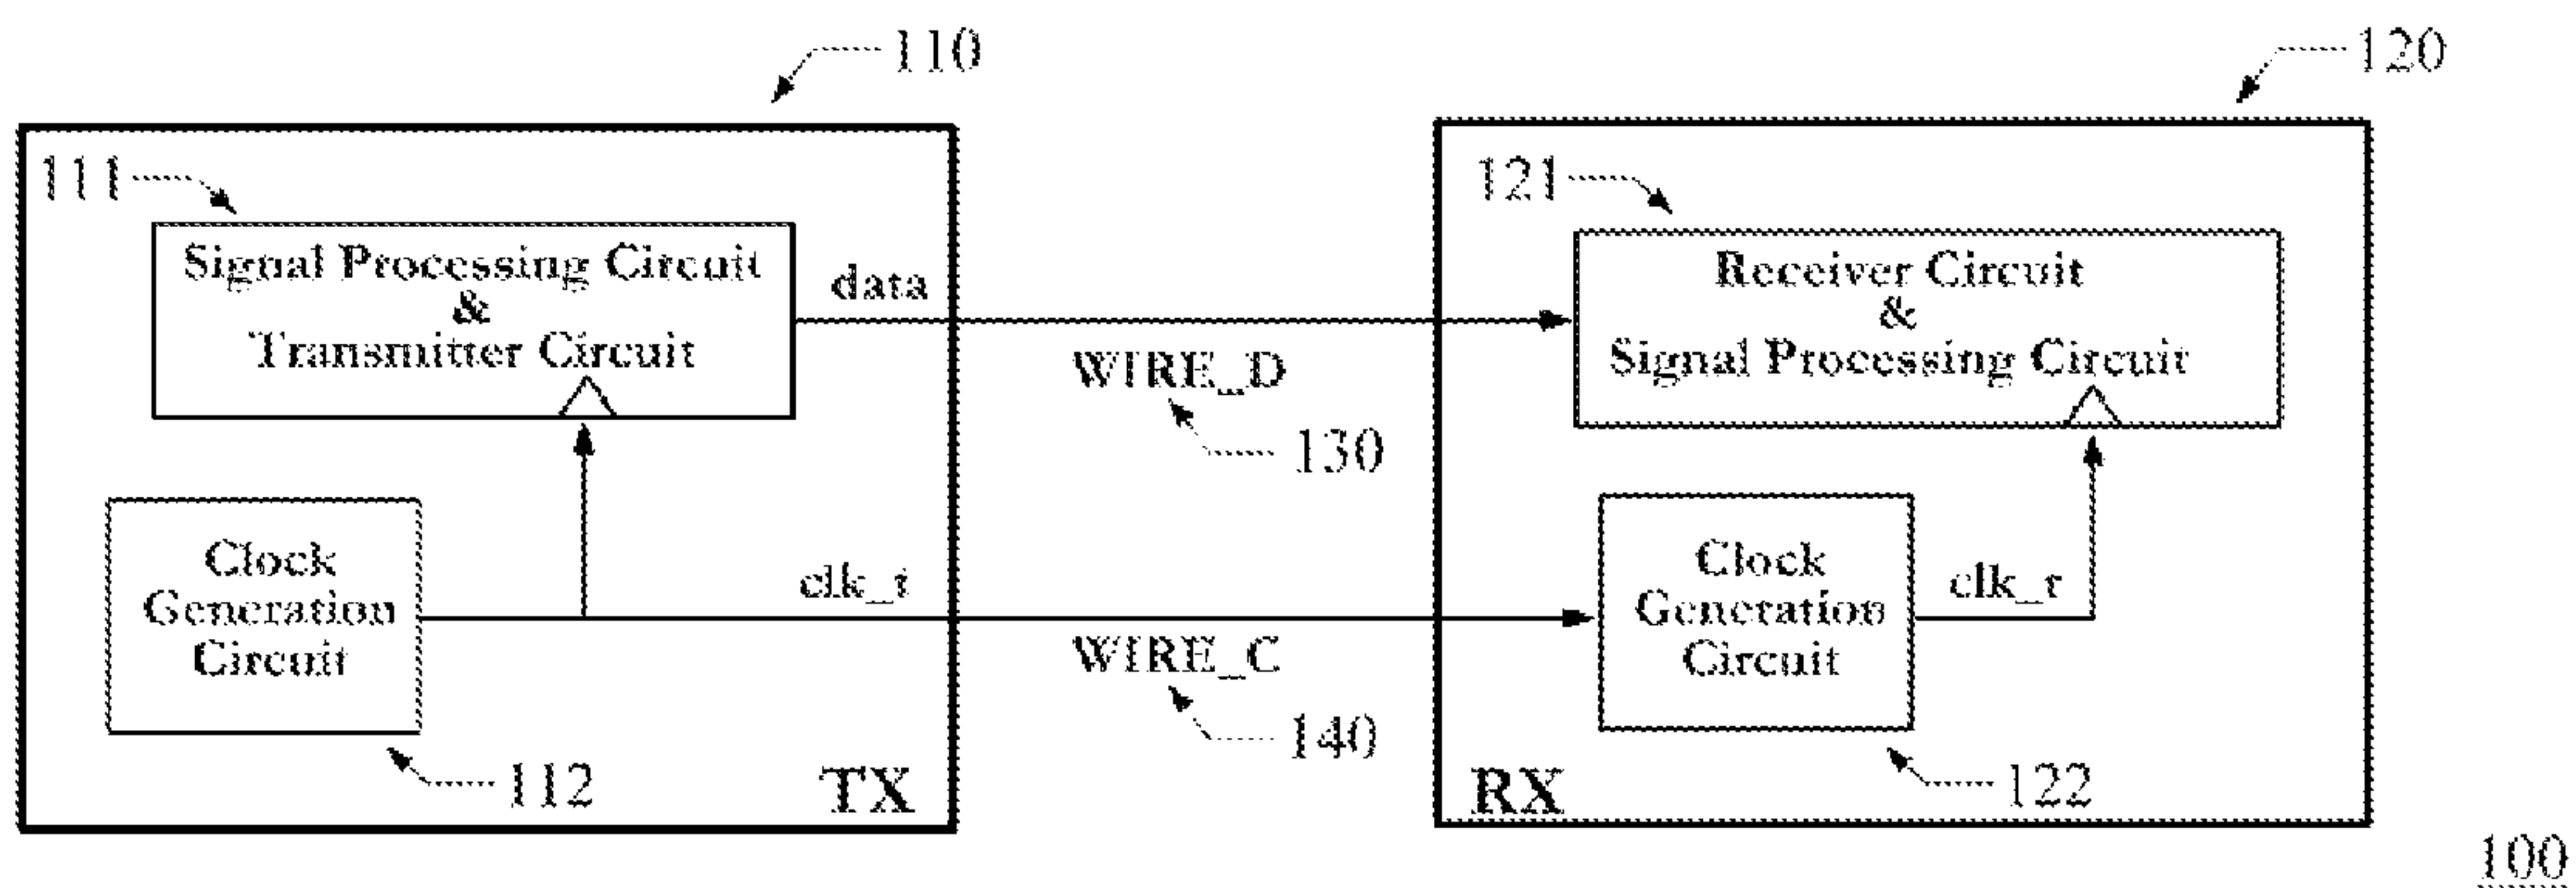 110
120
111
Signal Processing Circuit
&
Transmitter Circuit
data
WIRE_D
130
121
Receiver Circuit
&
Signal Processing Circuit
Clock
Generation
Circuit
clk_t
WIRE_C
140
112
TX
Clock
Generation
Circuit
clk_r
122
RX
100